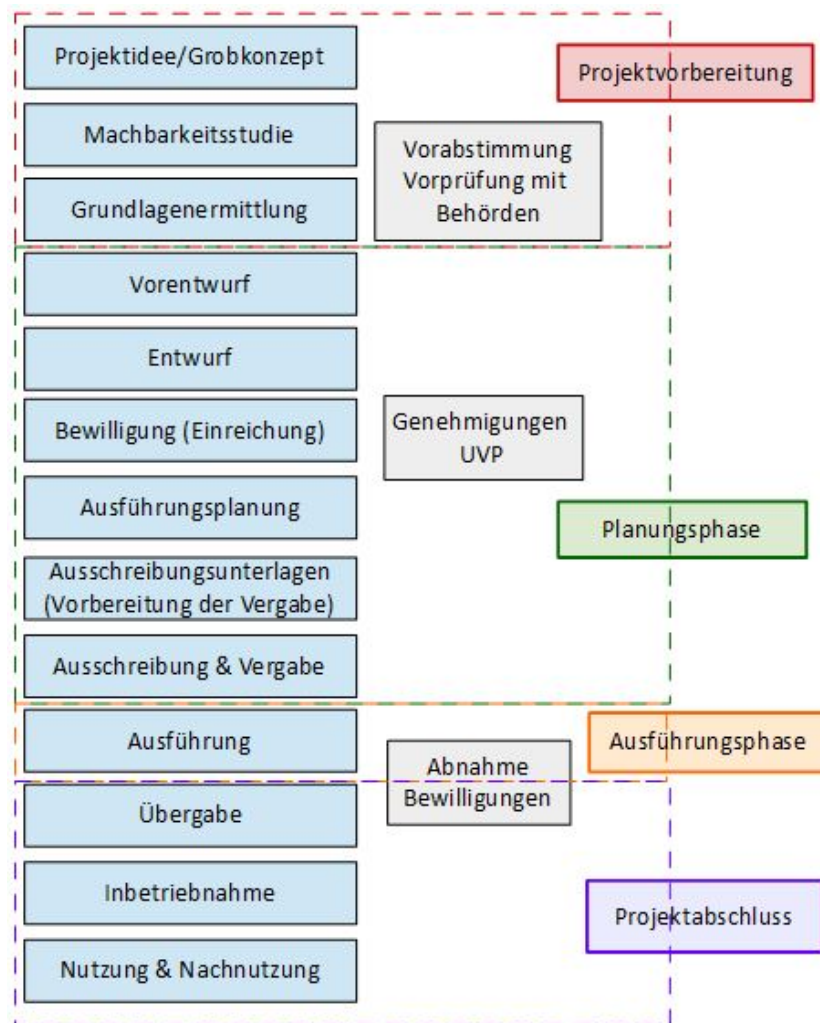 Projektidee/Grobkonzept
Projektvorbereitung
Machbarkeitsstudie
Vorabstimmung
Vorprüfung mit
Behörden
Grundlagenermittlung
Vorentwurf
Entwurf
Bewilligung (Einreichung)
Genehmigungen
UVP
Ausführungsplanung
Planungsphase
Ausschreibungsunterlagen
(Vorbereitung der Vergabe)
Ausschreibung & Vergabe
Ausführung
Ausführungsphase
Abnahme
Bewilligungen
Übergabe
Inbetriebnahme
Projektabschluss
Nutzung & Nachnutzung